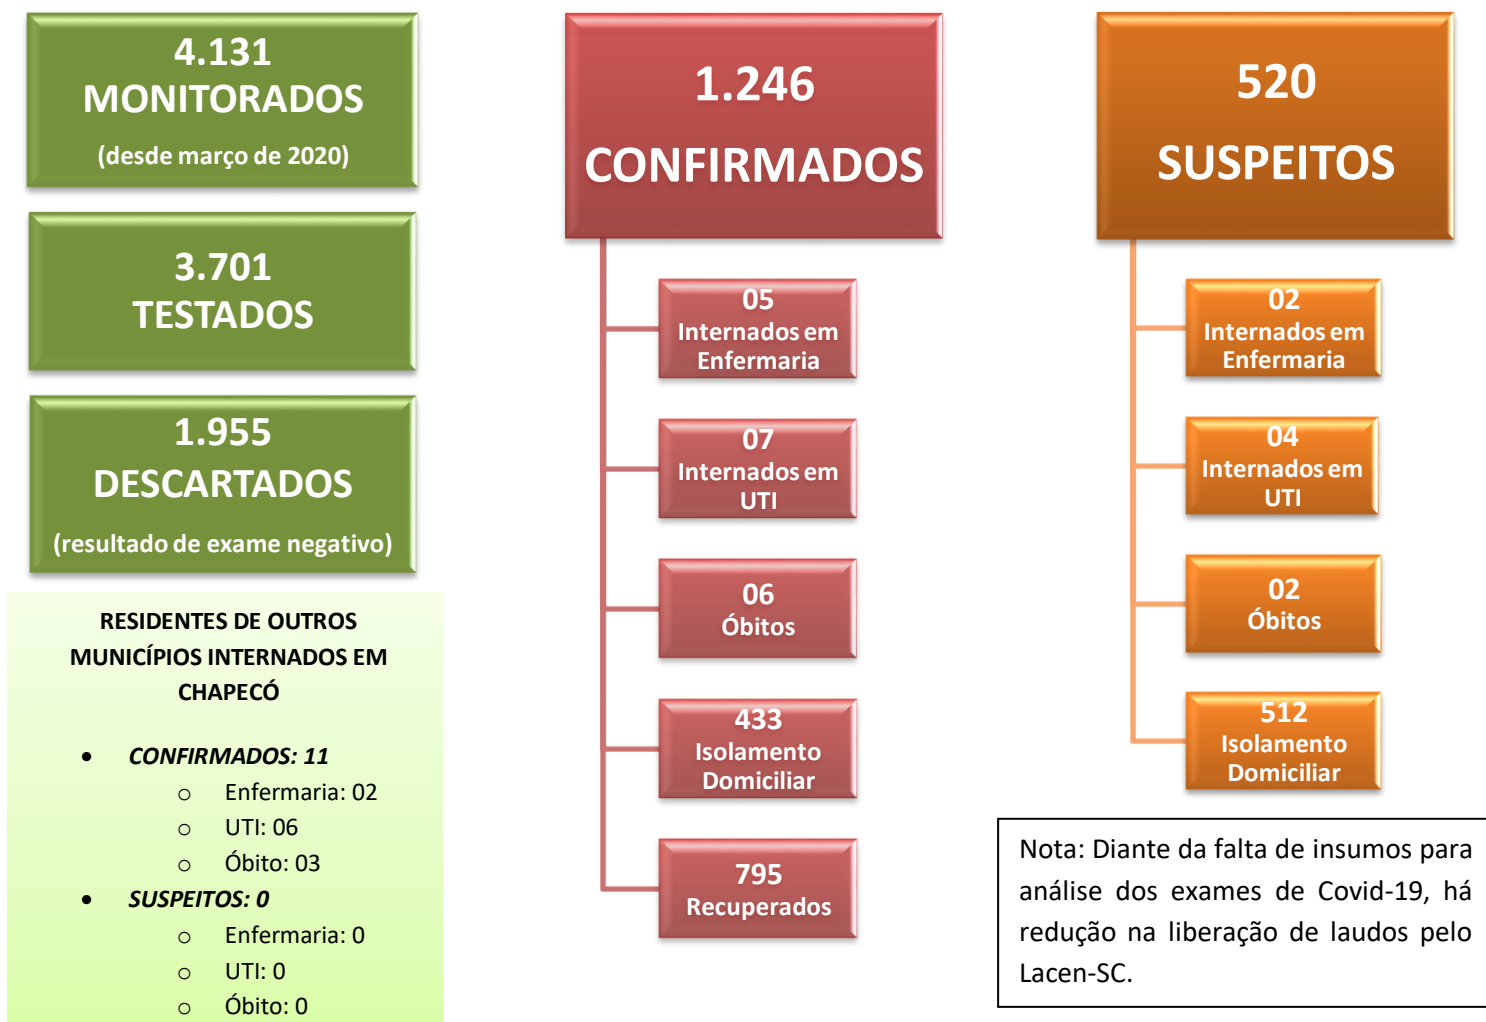 4.131
MONITORADOS
(desde março de 2020)
3.701
TESTADOS
1.955
DESCARTADOS
(resultado de exame negativo)
RESIDENTES DE OUTROS
MUNICÍPIOS INTERNADOS EM
CHAPECÓ
• CONFIRMADOS: 11
o Enfermaria: 02
o UTI: 06
o Óbito: 03
• SUSPEITOS: 0
o Enfermaria: 0
o UTI: 0
o Óbito: 0
1.246
CONFIRMADOS
05
Internados em
Enfermaria
07
Internados em
UTI
06
Óbitos
433
Isolamento
Domiciliar
795
Recuperados
520
SUSPEITOS
02
Internados em
Enfermaria
04
Internados em
UTI
02
Óbitos
512
Isolamento
Domiciliar
Nota: Diante da falta de insumos para
análise dos exames de Covid-19, há
redução na liberação de laudos pelo
Lacen-SC.